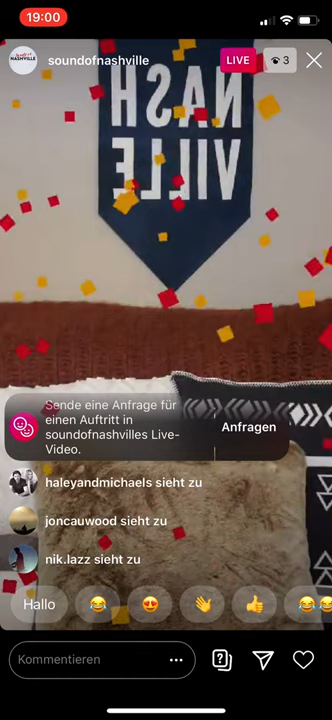 19:00
soundofnashville
LIVE
3
NASH
VILLE
Sende eine Anfrage für
einen Auftritt in
soundofnashvilles Live-
Video.
Anfragen
haleyandmichaels sieht zu
joncauwood sieht zu
nik.lazz sieht zu
Hallo
Kommentieren